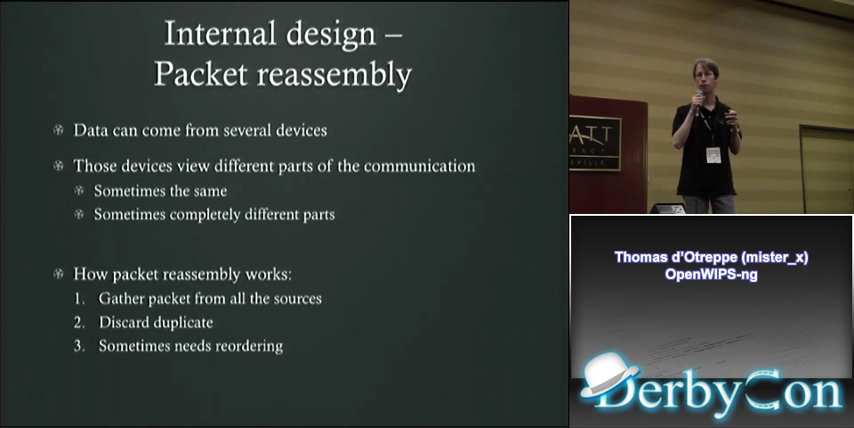 Internal design –
Packet reassembly
Data can come from several devices
Those devices view different parts of the communication
Sometimes the same
Sometimes completely different parts
How packet reassembly works:
1. Gather packet from all the sources
2. Discard duplicate
3. Sometimes needs reordering
ATT
Thomas d’Otreppe (mister_x)
OpenWIPS-ng
DerbyCon